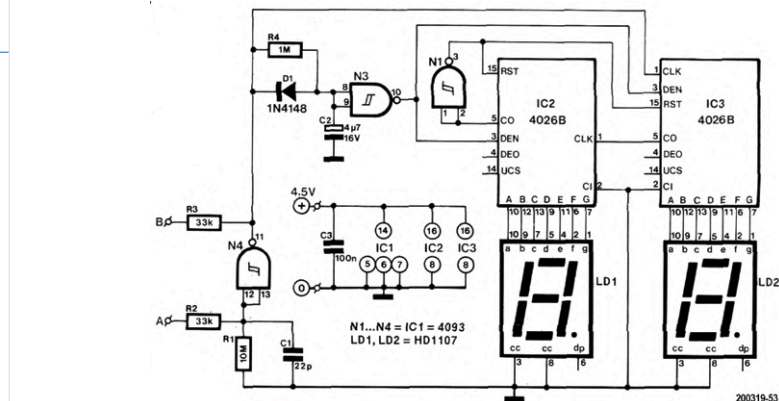 R4
1M
D1
1N4148
N3
8
9
10
C2
4µ7
16V
N1
3
1 2
15 RST
5 CO
3 DEN
4 DEO
14 UCS
IC2
4026B
CLK 1
CI 2
A B C D E F G
10 12 13 9 11 6 7
10 9 7 5 4 2 1
a b c d e f g
LD1
cc cc dp
3 8 6
1 CLK
3 DEN
15 RST
5 CO
4 DEO
14 UCS
2 CI
IC3
4026B
A B C D E F G
10 12 13 9 11 6 7
10 9 7 5 4 2 1
a b c d e f g
LD2
cc cc dp
3 8 6
4.5V
+
0
C3
100n
14 16 16
IC1 IC2 IC3
5 6 7 8 8
B
R3
33k
N4
11
12 13
A
R2
33k
R1
10M
C1
22p
N1...N4 = IC1 = 4093
LD1, LD2 = HD1107
200319-53